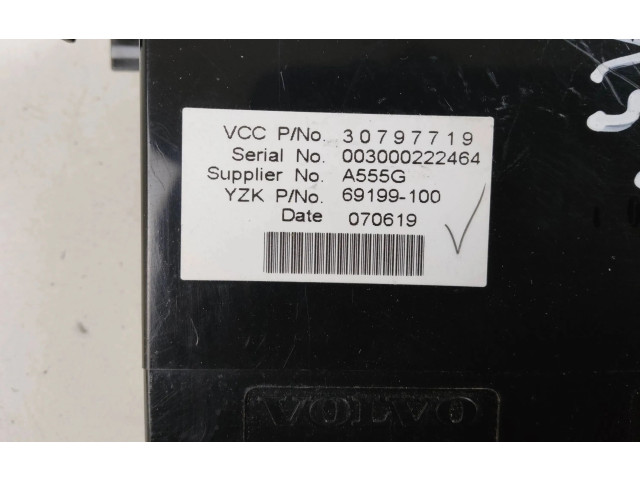 VCC P/No. 30797719
Serial No. 003000222464
Supplier No. A555G
YZK P/No. 69199-100
Date 070619
VOLVO